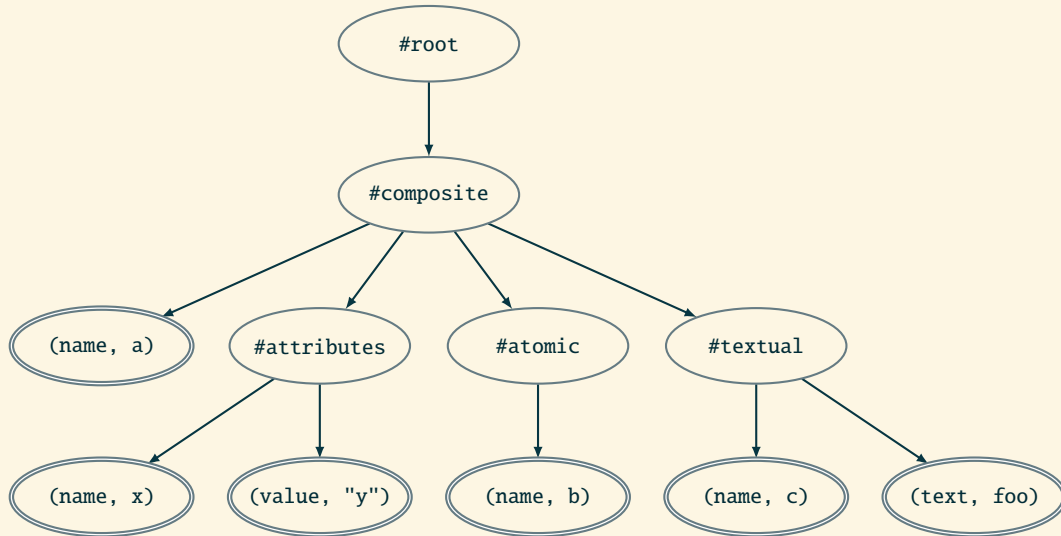 #root
#composite
(name, a)
#attributes
#atomic
#textual
(name, x)
(value, "y")
(name, b)
(name, c)
(text, foo)